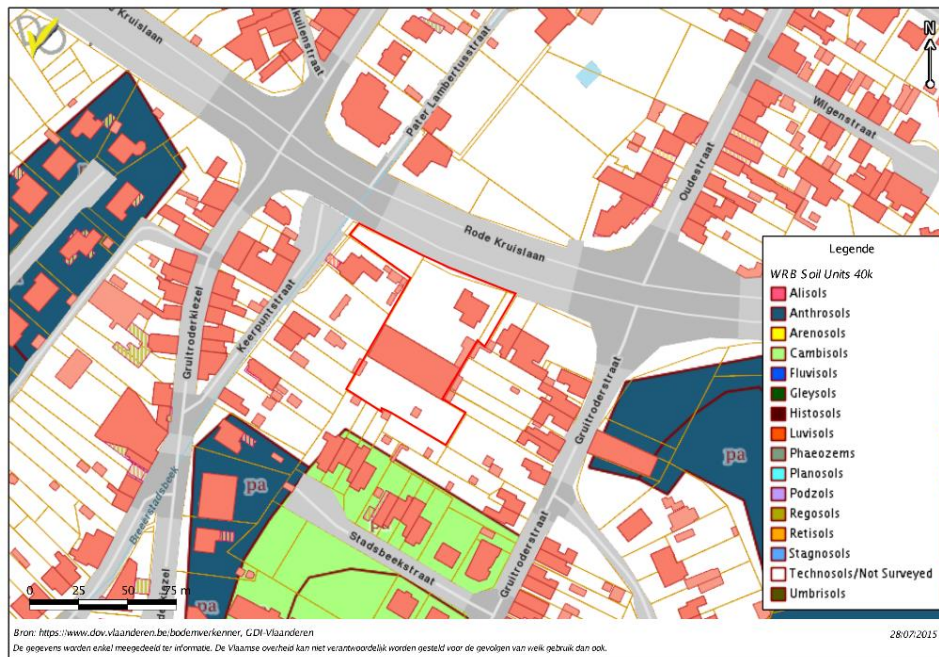 Rode Kruislaan
kuilenstraat
Pater Lambertusstraat
N
Wilgenstraat
Oudestraat
Rode Kruislaan
Gruitroderkiezel
Keerpuntstraat
Gruitroderstraat
pa
pa
Stadsbeekstraat
Gruitroderstraat
Breeërstadsbeek
derkiezel
pa
0 25 50 75 m
Legende
WRB Soil Units 40k
Alisols
Anthrosols
Arenosols
Cambisols
Fluvisols
Gleysols
Histosols
Luvisols
Phaeozems
Planosols
Podzols
Regosols
Retisols
Stagnosols
Technosols/Not Surveyed
Umbrisols
Bron: https://www.dov.vlaanderen.be/bodemverkenner, GDI-Vlaanderen
28/07/2015
De gegevens worden enkel meegedeeld ter informatie. De Vlaamse overheid kan niet verantwoordelijk worden gesteld voor de gevolgen van welk gebruik dan ook.